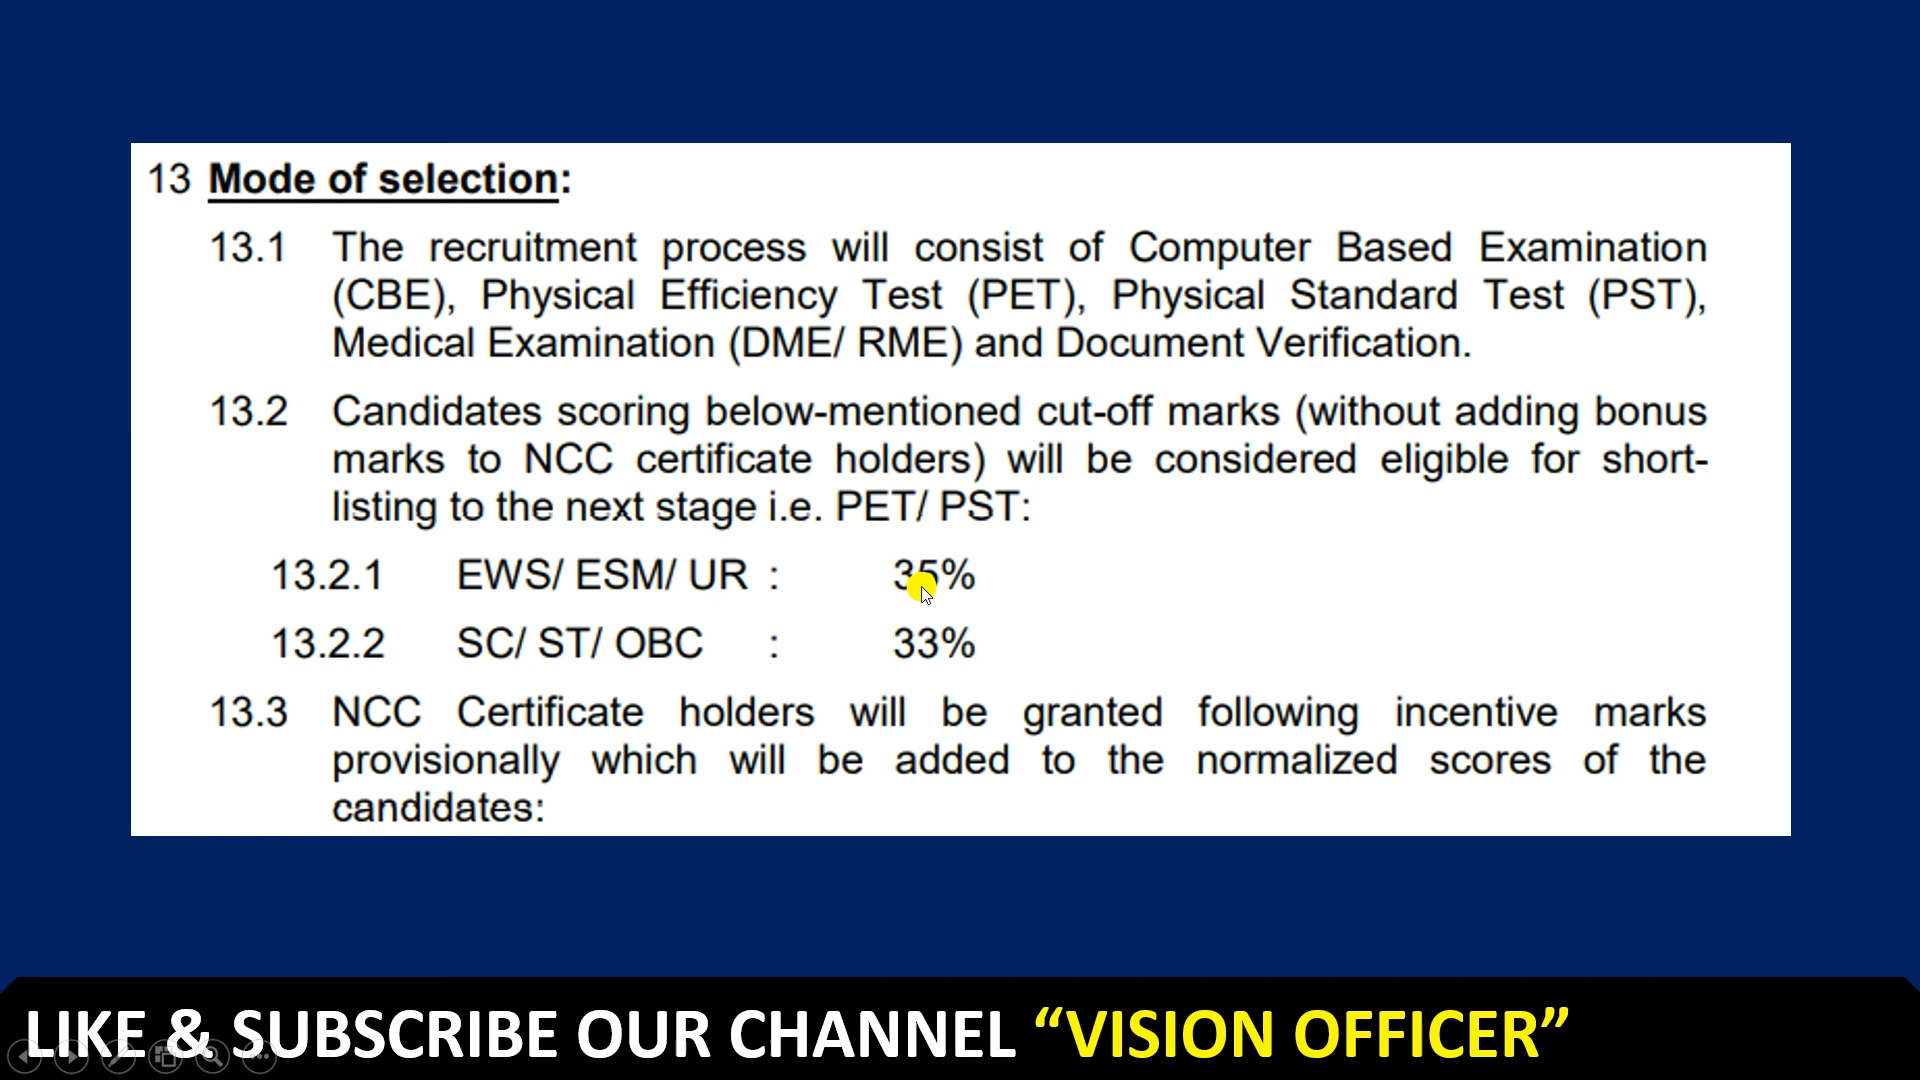 13 Mode of selection:
13.1 The recruitment process will consist of Computer Based Examination
(CBE), Physical Efficiency Test (PET), Physical Standard Test (PST),
Medical Examination (DME/ RME) and Document Verification.
13.2 Candidates scoring below-mentioned cut-off marks (without adding bonus
marks to NCC certificate holders) will be considered eligible for short-
listing to the next stage i.e. PET/ PST:
13.2.1 EWS/ ESM/ UR : 35%
13.2.2 SC/ ST/ OBC : 33%
13.3 NCC Certificate holders will be granted following incentive marks
provisionally which will be added to the normalized scores of the
candidates:
LIKE & SUBSCRIBE OUR CHANNEL “VISION OFFICER”